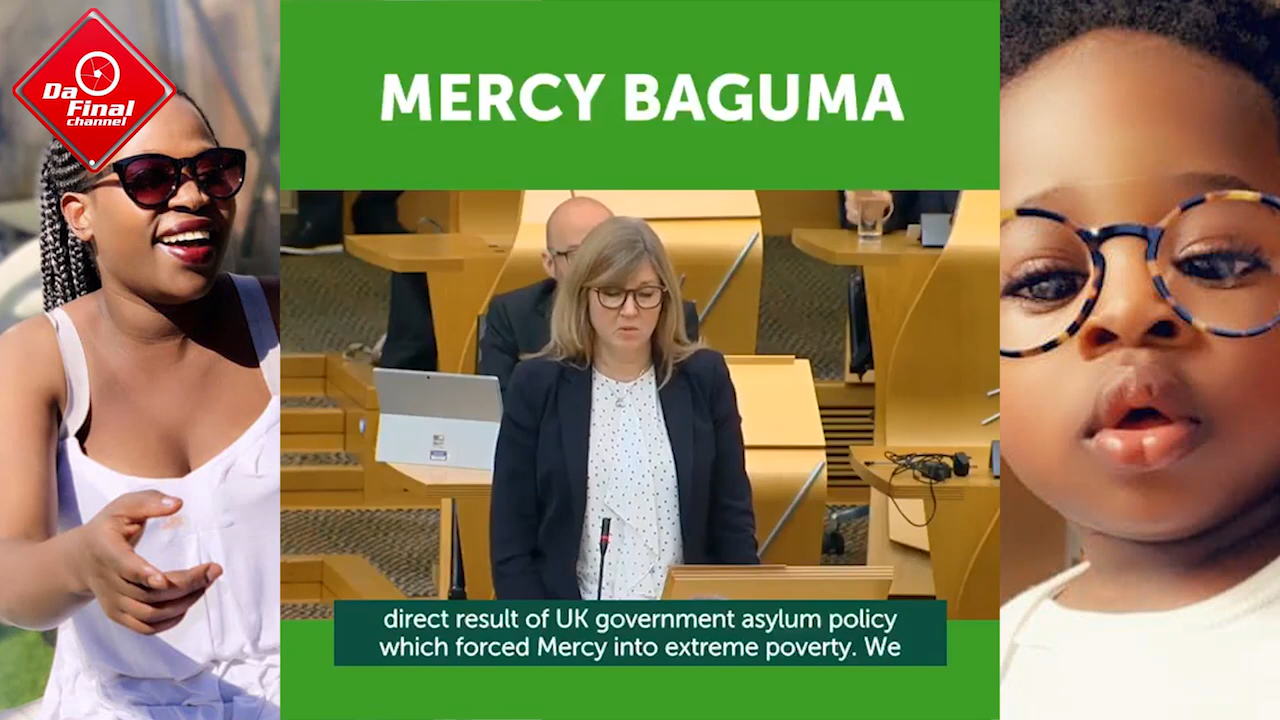 Da
Final
channel
MERCY BAGUMA
direct result of UK government asylum policy
which forced Mercy into extreme poverty. We